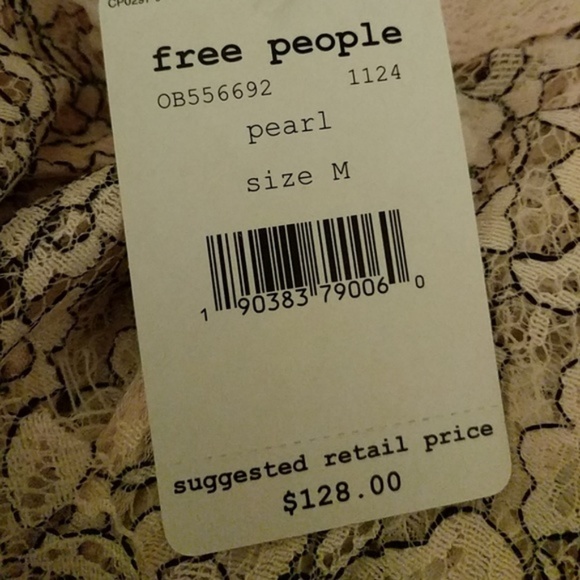 free people
OB556692 1124
pearl
size M
1 90383 79006 0
suggested retail price
$128.00